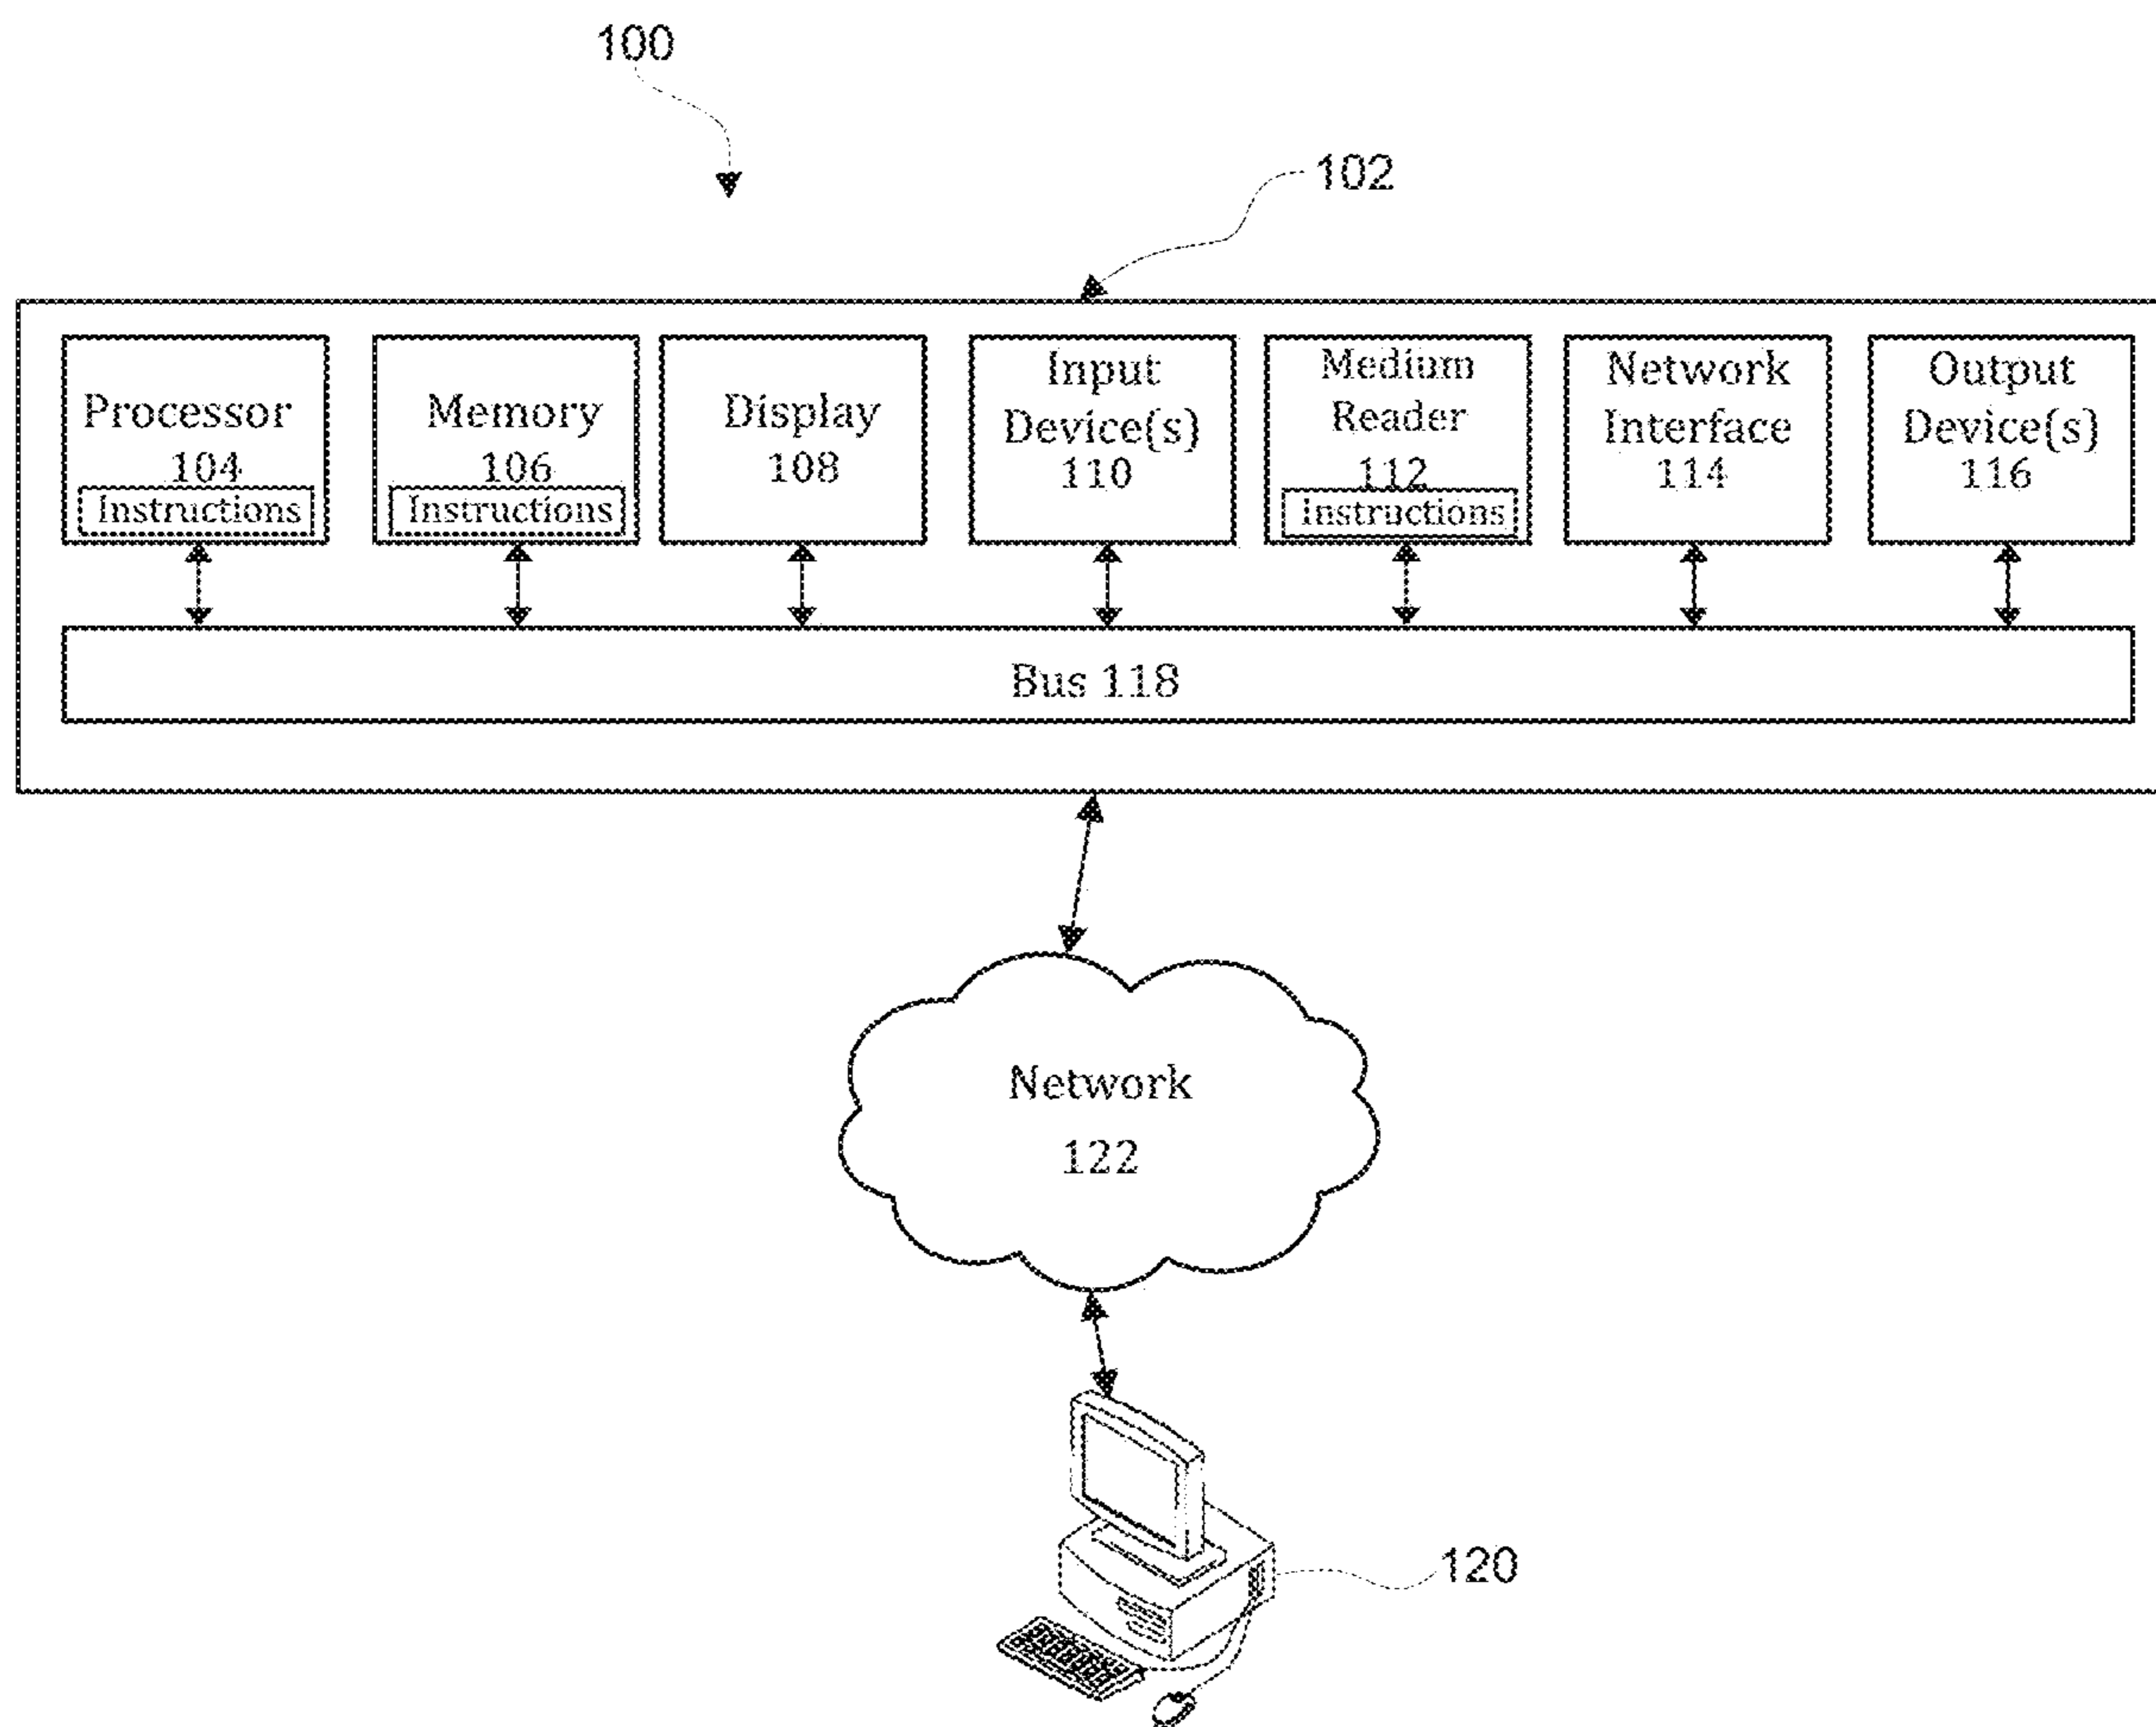 100
102
Processor
104
Instructions
Memory
106
Instructions
Display
108
Input
Device(s)
110
Medium
Reader
112
Instructions
Network
Interface
114
Output
Device(s)
116
Bus 118
Network
122
120